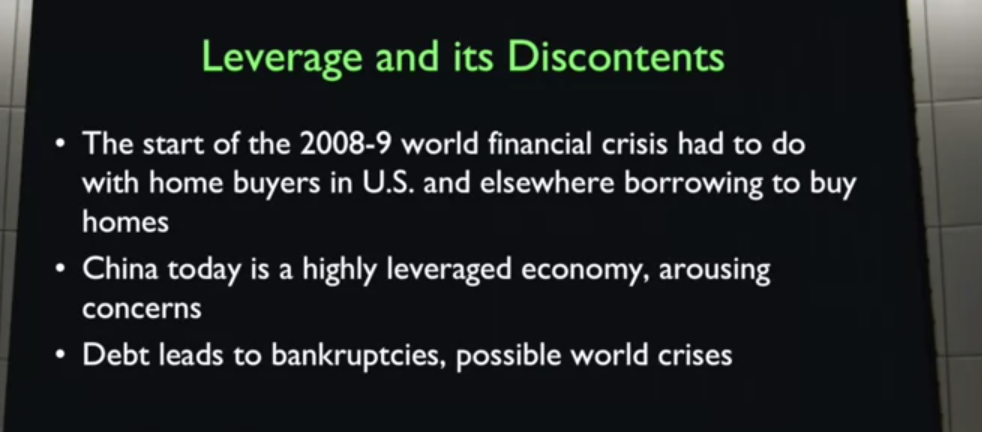 Leverage and its Discontents
• The start of the 2008-9 world financial crisis had to do
with home buyers in U.S. and elsewhere borrowing to buy
homes
• China today is a highly leveraged economy, arousing
concerns
• Debt leads to bankruptcies, possible world crises